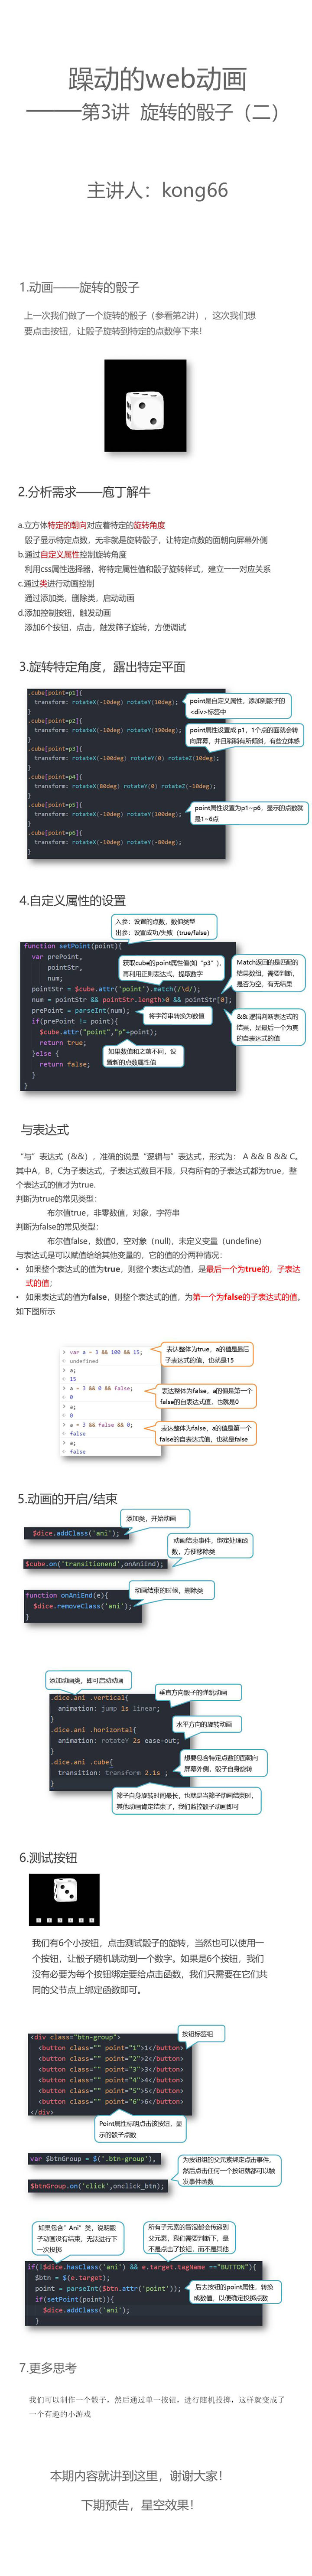 躁动的web动画
———第3讲 旋转的骰子（二）
主讲人：kong66
1.动画——旋转的骰子
上一次我们做了一个旋转的骰子（参看第2讲），这次我们想
要点击按钮，让骰子旋转到特定的点数停下来！
2.分析需求——庖丁解牛
a.立方体特定的朝向对应着特定的旋转角度
骰子显示特定点数，无非就是旋转骰子，让特定点数的面朝向屏幕外侧
b.通过自定义属性控制旋转角度
利用css属性选择器，将特定属性值和骰子旋转样式，建立一一对应关系
c.通过类进行动画控制
通过添加类，删除类，启动动画
d.添加控制按钮，触发动画
添加6个按钮，点击，触发筛子旋转，方便调试
3.旋转特定角度，露出特定平面
.cube[point=p1]{
transform: rotateX(-10deg) rotateY(10deg);
}
.cube[point=p2]{
transform: rotateX(-10deg) rotateY(190deg);
}
.cube[point=p3]{
transform: rotateX(-100deg) rotateY(0) rotateZ(10deg);
}
.cube[point=p4]{
transform: rotateX(80deg) rotateY(0) rotateZ(-10deg);
}
.cube[point=p5]{
transform: rotateX(-10deg) rotateY(100deg);
}
.cube[point=p6]{
transform: rotateX(-10deg) rotateY(-80deg);
}
point是自定义属性，添加到骰子的
<div>标签中
point属性设置成 p1，1个点的面就会转
向屏幕，并且稍稍有所倾斜，有些立体感
point属性设置为p1~p6，显示的点数就
是1~6点
4.自定义属性的设置
入参：设置的点数，数值类型
出参：设置成功/失败（true/false）
function setPoint(point){
var prePoint,
pointStr,
num;
pointStr = $cube.attr('point').match(/\d/);
num = pointStr && pointStr.length>0 && pointStr[0];
prePoint = parseInt(num);
if(prePoint != point){
$cube.attr("point","p"+point);
return true;
}else {
return false;
}
}
获取cube的point属性值(如“p3”),
再利用正则表达式，提取数字
Match返回的是匹配的
结果数组，需要判断，
是否为空，有无结果
将字符串转换为数值
&& 逻辑判断表达式的
结果，是最后一个为真
的自表达式的值
如果数值和之前不同，设
置新的点数属性值
与表达式
“与”表达式（&&），准确的说是“逻辑与”表达式，形式为： A && B && C。
其中A，B，C为子表达式，子表达式数目不限，只有所有的子表达式都为true，整
个表达式的值才为true.
判断为true的常见类型：
布尔值true，非零数值，对象，字符串
判断为false的常见类型：
布尔值false，数值0，空对象（null)，未定义变量（undefine)
与表达式是可以赋值给给其他变量的，它的值的分两种情况：
• 如果整个表达式的值为true，则整个表达式的值，是最后一个为true的，子表达
式的值；
• 如果表达式的值为false，则整个表达式的值，为第一个为false的子表达式的值。
如下图所示
> var a = 3 && 100 && 15;
< undefined
> a;
< 15
> a = 3 && 0 && false;
< 0
> a;
< 0
> a = 3 && false && 0;
< false
> a;
< false
表达整体为true，a的值是最后
子表达式的值，也就是15
表达整体为false，a的值是第一个
false的自表达式值，也就是0
表达整体为false，a的值是第一个
false的自表达式值，也就是false
5.动画的开启/结束
添加类，开始动画
$dice.addClass('ani');
动画结束事件，绑定处理函
数，方便移除类
$cube.on('transitionend',onAniEnd);
动画结束的时候，删除类
function onAniEnd(e){
$dice.removeClass('ani');
}
添加动画类，即可启动动画
垂直方向骰子的弹跳动画
.dice.ani .vertical{
animation: jump 1s linear;
}
.dice.ani .horizontal{
animation: rotateY 2s ease-out;
}
.dice.ani .cube{
transition: transform 2.1s ;
}
水平方向的旋转动画
想要包含特定点数的面朝向
屏幕外侧，骰子自身旋转
筛子自身旋转时间最长，也就是当筛子动画结束时，
其他动画肯定结束了，我们监控骰子动画即可
6.测试按钮
1 2 3 4 5 6
我们有6个小按钮，点击测试骰子的旋转，当然也可以使用一
个按钮，让骰子随机跳动到一个数字。如果是6个按钮，我们
没有必要为每个按钮绑定要给点击函数，我们只需要在它们共
同的父节点上绑定函数即可。
按钮标签组
<div class="btn-group">
<button class="" point="1">1</button>
<button class="" point="2">2</button>
<button class="" point="3">3</button>
<button class="" point="4">4</button>
<button class="" point="5">5</button>
<button class="" point="6">6</button>
</div>
Point属性标明点击该按钮，显
示的骰子点数
var $btnGroup = $('.btn-group'),
为按钮组的父元素绑定点击事件，
然后点击任何一个按钮就都可以触
发事件函数
$btnGroup.on('click',onclick_btn);
如果包含” Ani”类，说明骰
子动画没有结束，无法进行下
一次投掷
所有子元素的冒泡都会传递到
父元素，我们需要判断下，是
不是点击了按钮，而不是其他
if(!$dice.hasClass('ani') && e.target.tagName =="BUTTON"){
$btn = $(e.target);
point = parseInt($btn.attr('point'));
if(setPoint(point)){
$dice.addClass('ani');
}
后去按钮的point属性，转换
成数值，以便确定投掷点数
7.更多思考
我们可以制作一个骰子，然后通过单一按钮，进行随机投掷，这样就变成了
一个有趣的小游戏
本期内容就讲到这里，谢谢大家！
下期预告，星空效果！